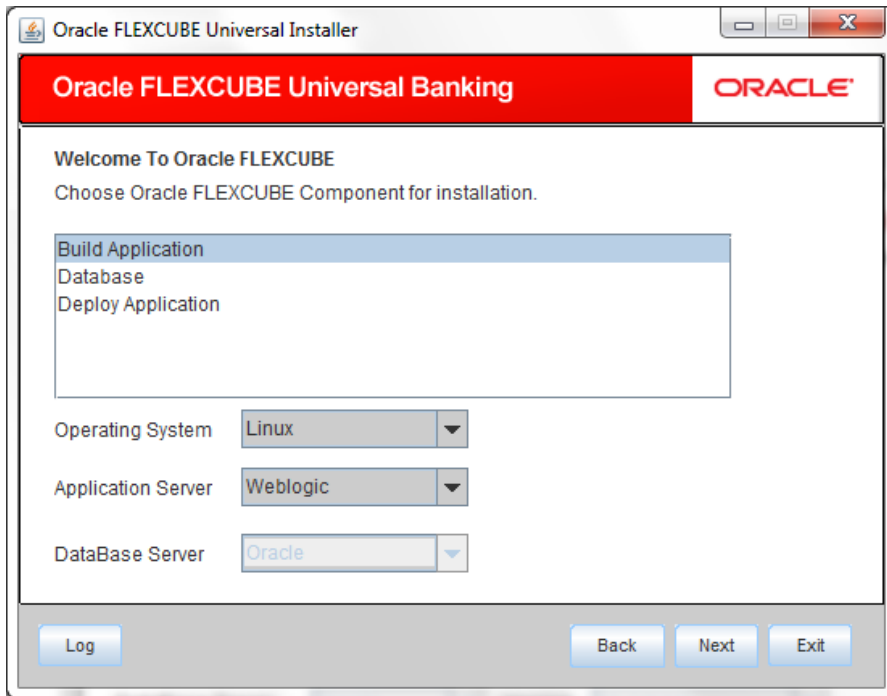 Oracle FLEXCUBE Universal Installer
Oracle FLEXCUBE Universal Banking
ORACLE
Welcome To Oracle FLEXCUBE
Choose Oracle FLEXCUBE Component for installation.
Build Application
Database
Deploy Application
Operating System Linux
Application Server Weblogic
DataBase Server Oracle
Log Back Next Exit